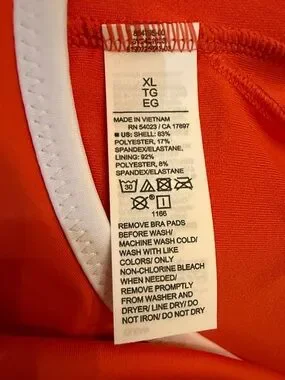 XL
TG
EG
MADE IN VIETNAM
RN 54023 / CA 17897
■ US: SHELL: 83%
POLYESTER, 17%
SPANDEX/ELASTANE.
LINING: 92%
POLYESTER, 8%
SPANDEX/ELASTANE
30
1186
REMOVE BRA PADS
BEFORE WASH/
MACHINE WASH COLD/
WASH WITH LIKE
COLORS/ ONLY
NON-CHLORINE BLEACH
WHEN NEEDED/
REMOVE PROMPTLY
FROM WASHER AND
DRYER/ LINE DRY/ DO
NOT IRON/ DO NOT DRY